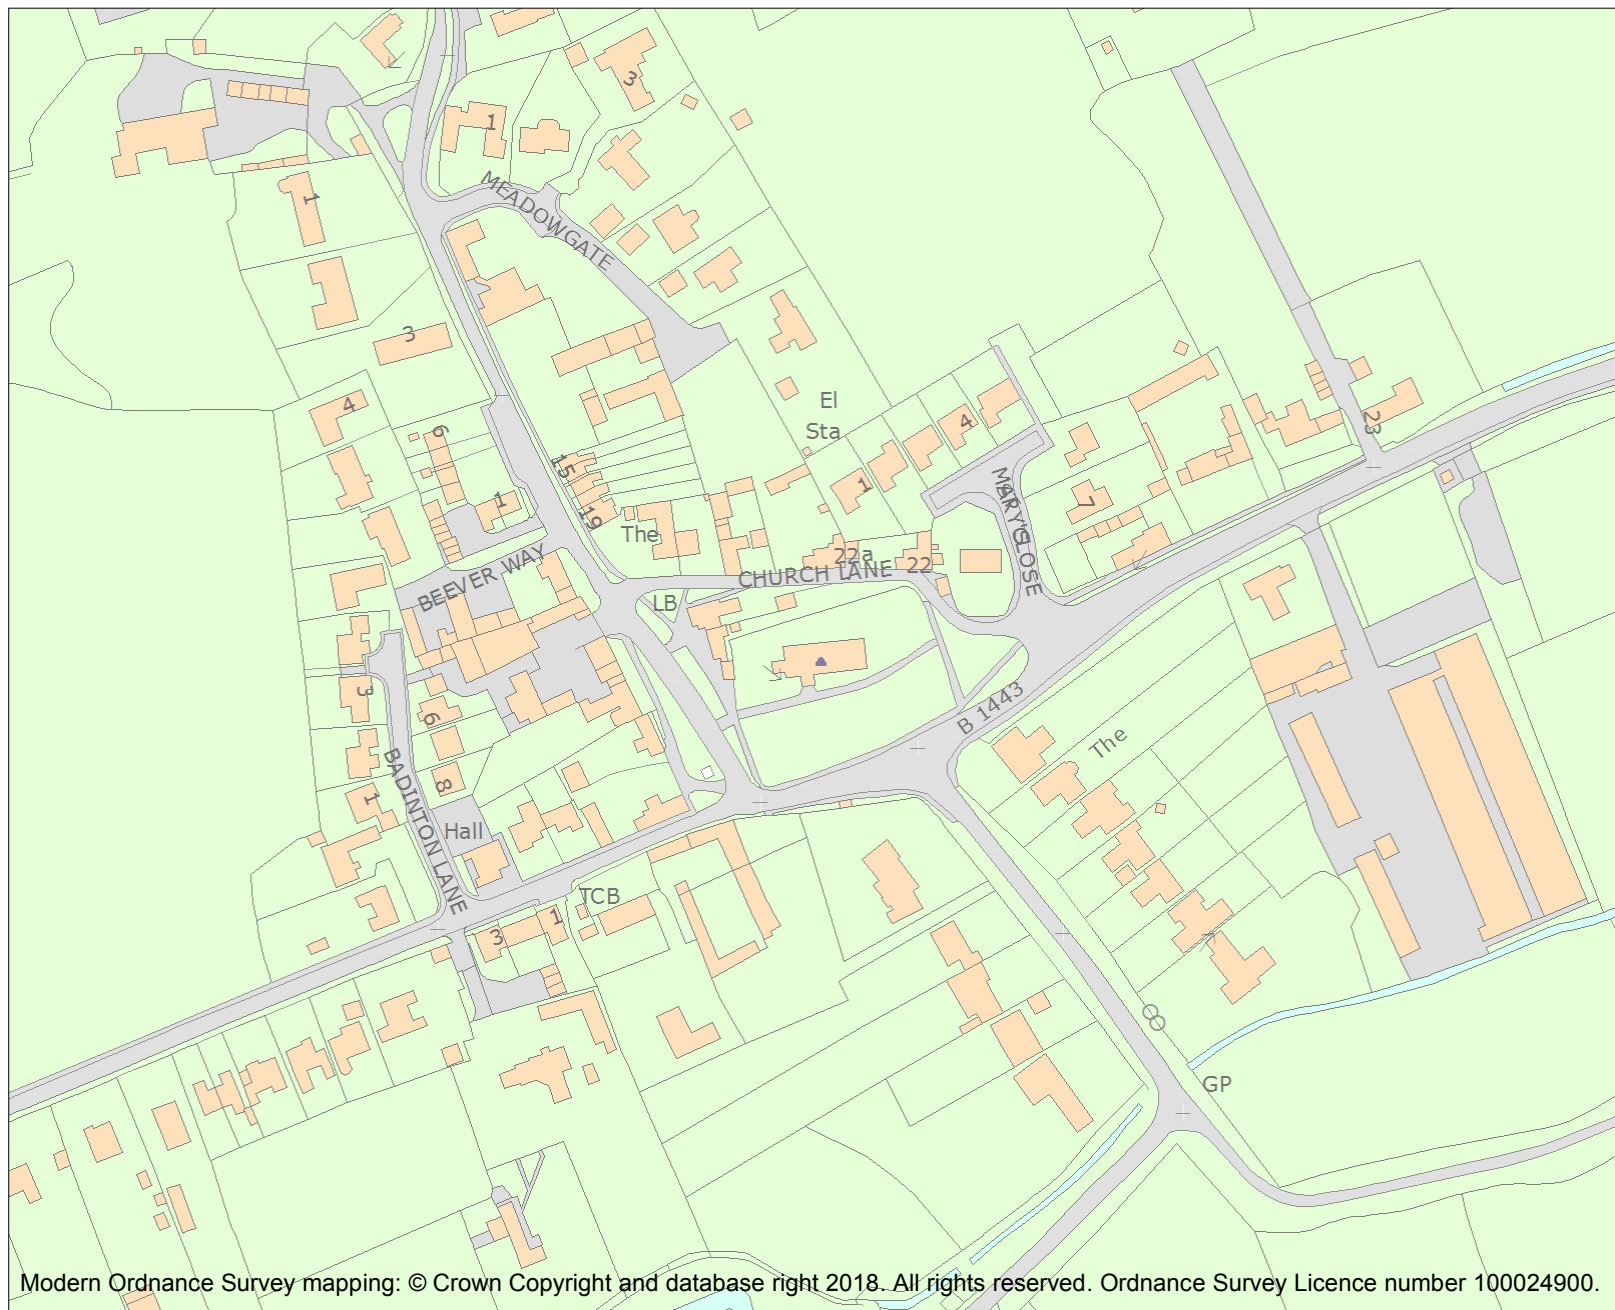 3
1
MEADOWGATE
1
3
4
6
1
El
Sta
4
1
7
23
15
19
The
22a
22
CHURCH LANE
MARY'S CLOSE
BEEVER WAY
LB
3
6
8
1
BADINTON LANE
Hall
B 1443
The
TCB
3
1
GP
Modern Ordnance Survey mapping: © Crown Copyright and database right 2018. All rights reserved. Ordnance Survey Licence number 100024900.